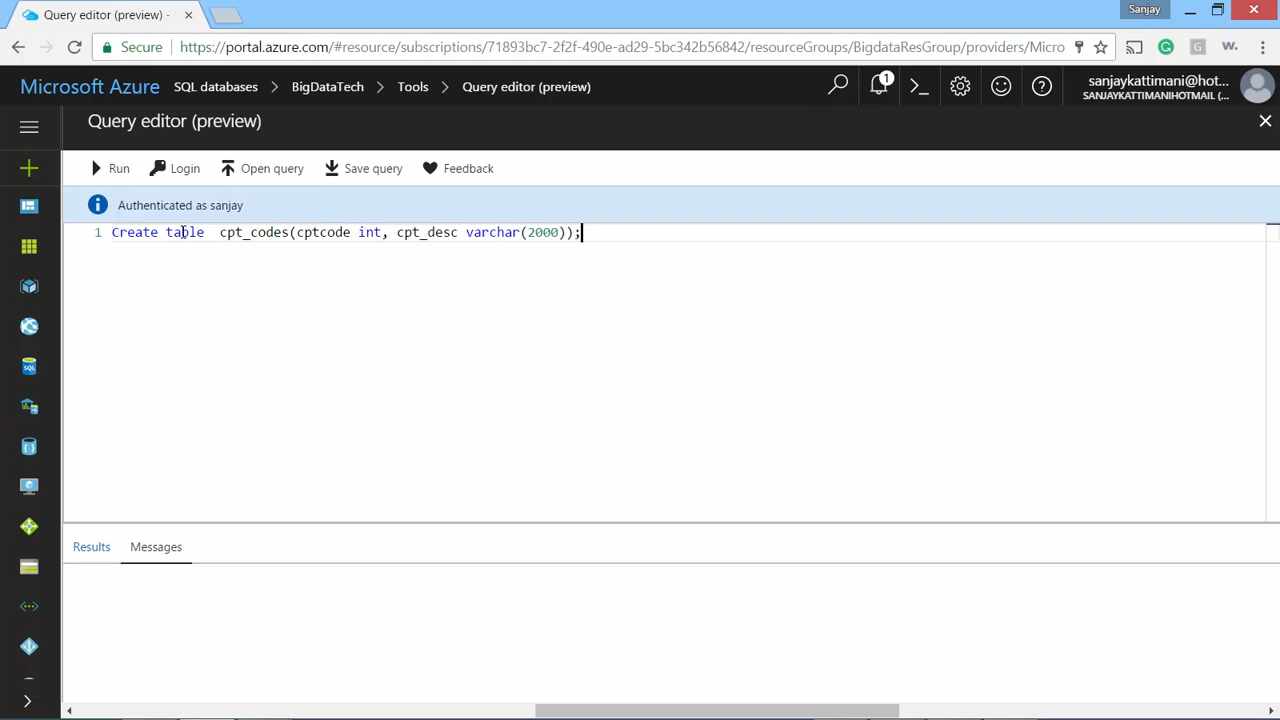 Query editor (preview) -
Sanjay
Secure
https://portal.azure.com/#resource/subscriptions/71893bc7-2f2f-490e-ad29-5bc342b56842/resourceGroups/BigdataResGroup/providers/Micro
Microsoft Azure SQL databases > BigDataTech > Tools > Query editor (preview)
1
sanjaykattimani@hot...
SANJAYKATTIMANIHOTMAIL (...
Query editor (preview)
Run Login Open query Save query Feedback
Authenticated as sanjay
1 Create table  cpt_codes(cptcode int, cpt_desc varchar(2000));
Results Messages
SQL